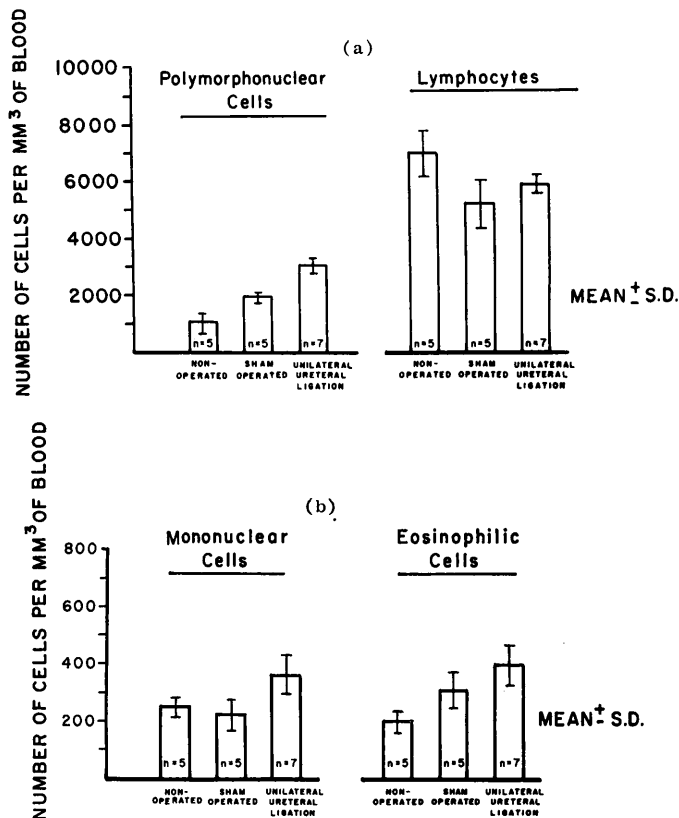 (a)
NUMBER OF CELLS PER MM³ OF BLOOD
10000
8000
6000
4000
2000
Polymorphonuclear
Cells
Lymphocytes
n=5
n=5
n=7
n=5
n=5
n=7
NON-
OPERATED
SHAM
OPERATED
UNILATERAL
URETERAL
LIGATION
NON-
OPERATED
SHAM
OPERATED
UNILATERAL
URETERAL
LIGATION
MEAN ± S.D.
(b)
NUMBER OF CELLS PER MM³ OF BLOOD
800
600
400
200
Mononuclear
Cells
Eosinophilic
Cells
n=5
n=5
n=7
n=5
n=5
n=7
NON-
OPERATED
SHAM
OPERATED
UNILATERAL
URETERAL
LIGATION
NON-
OPERATED
SHAM
OPERATED
UNILATERAL
URETERAL
LIGATION
MEAN ± S.D.